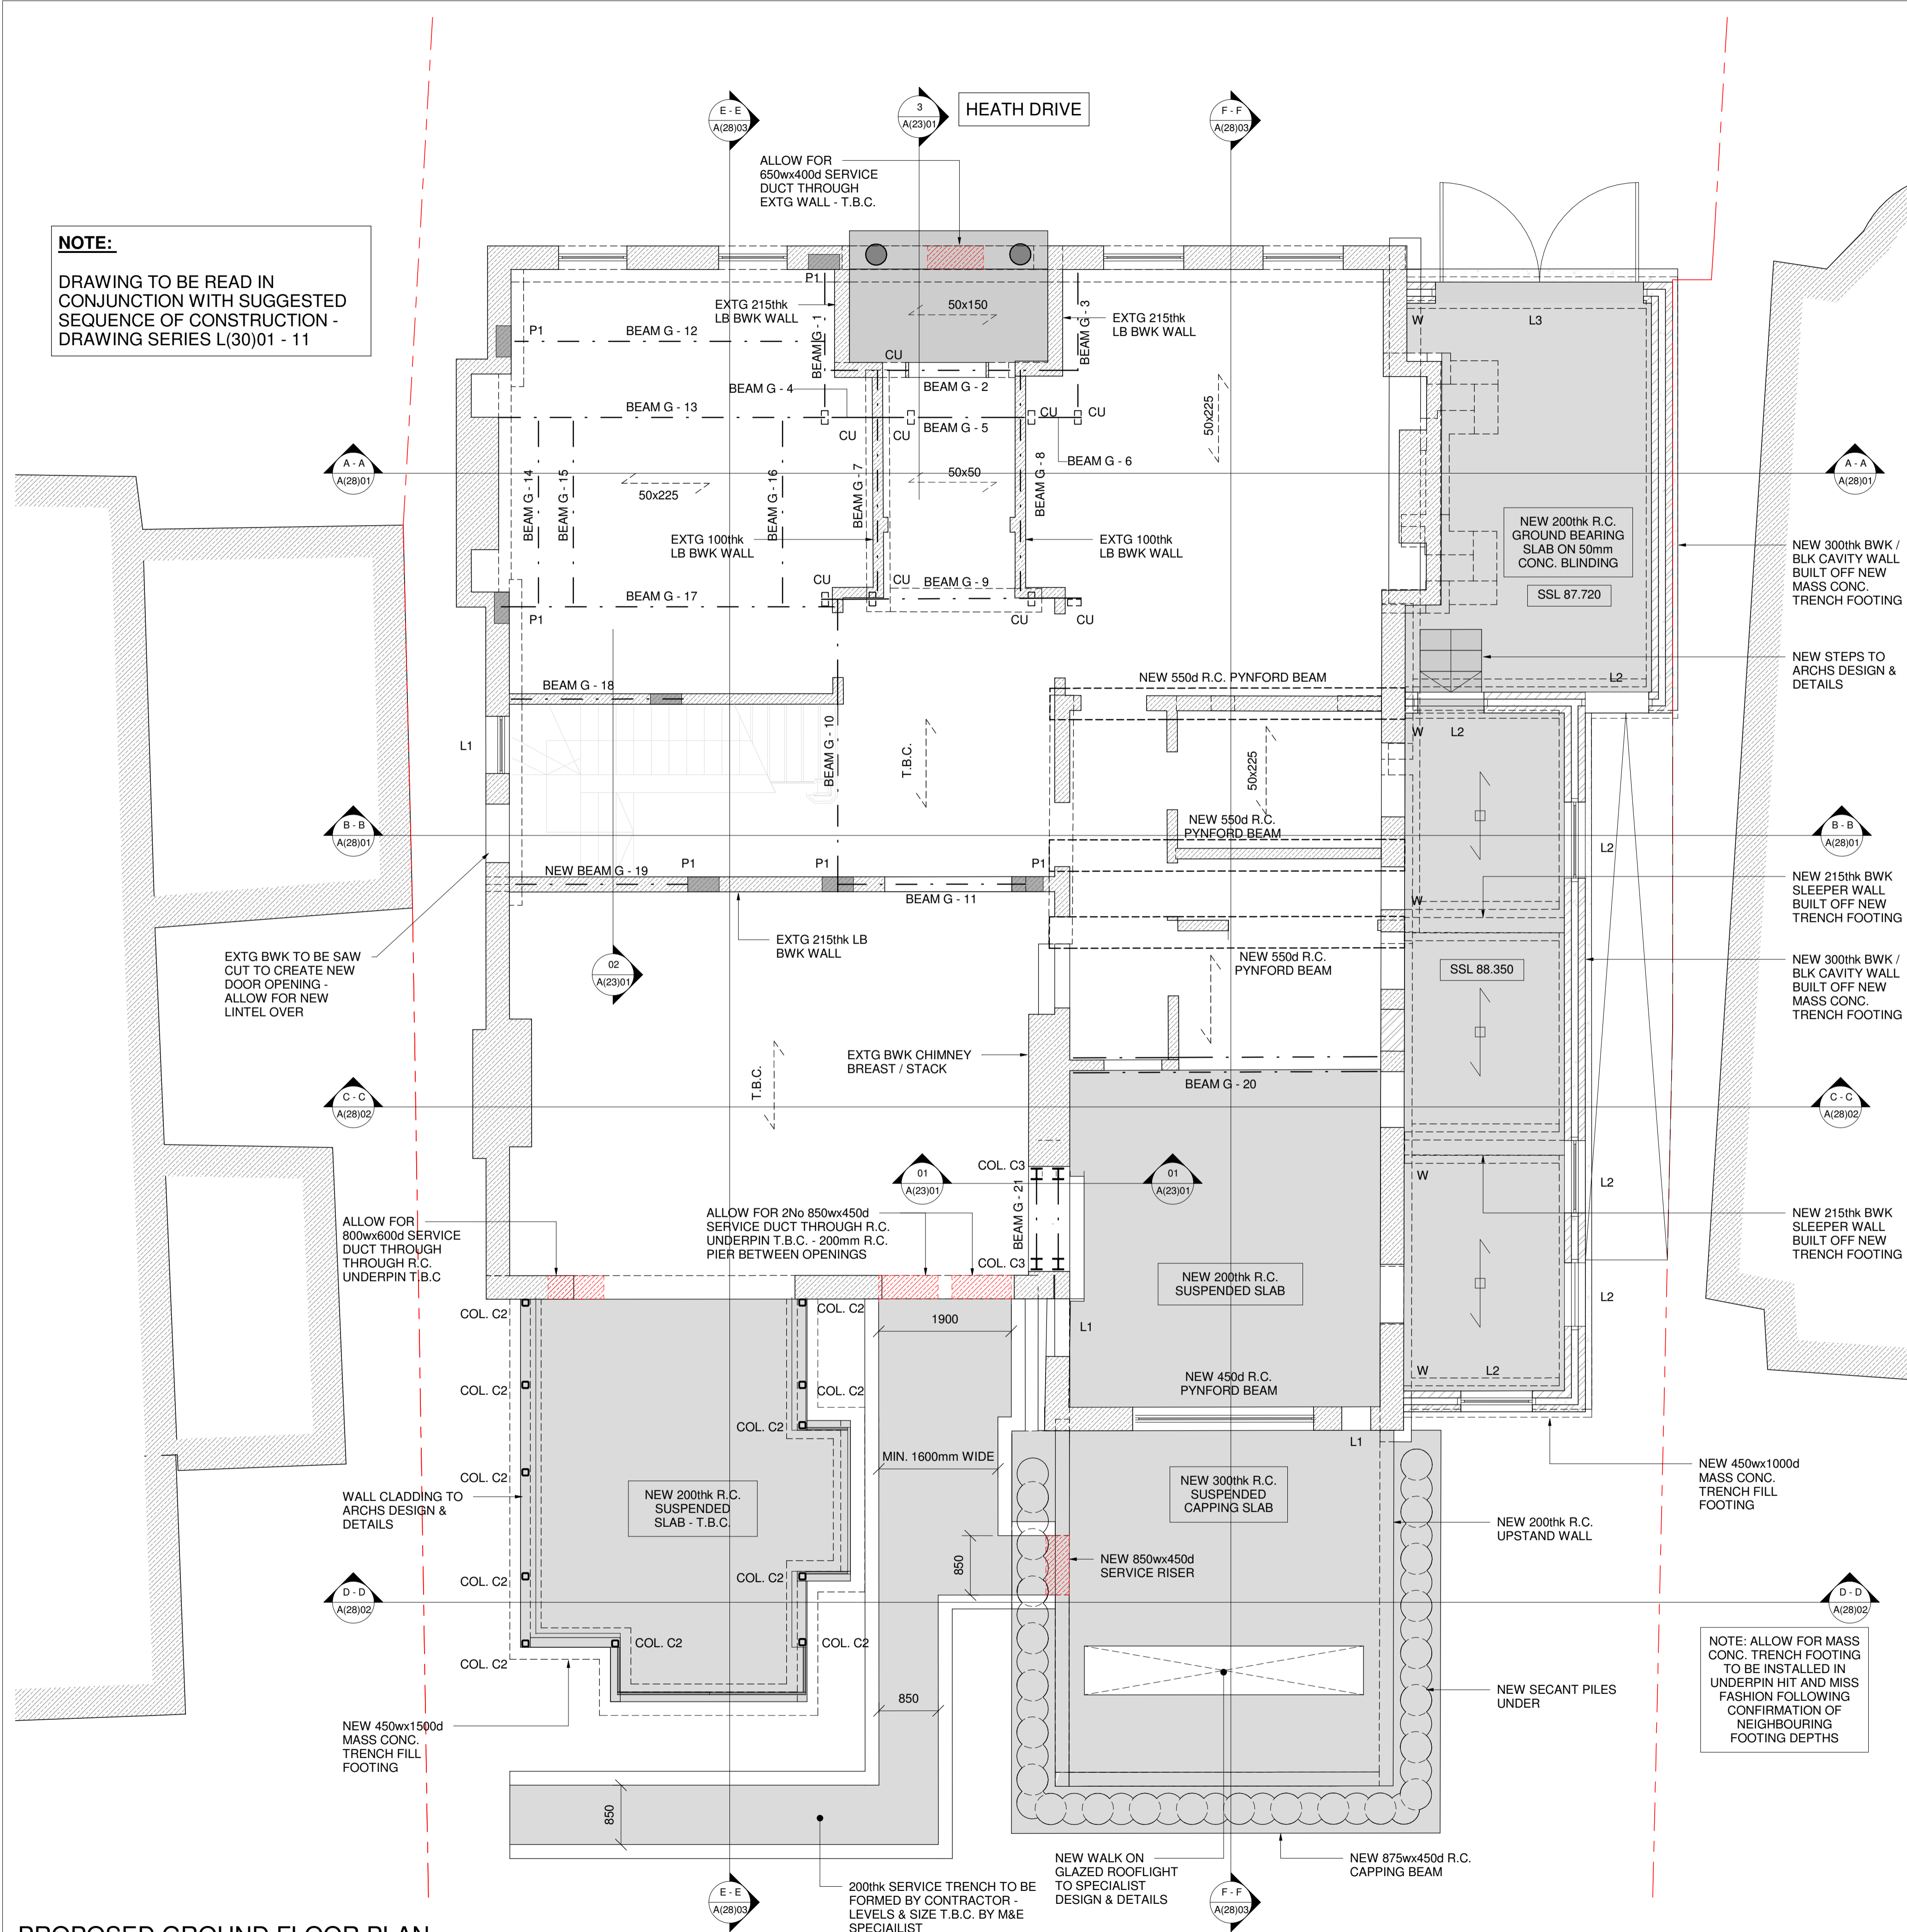 HEATH DRIVE
E - E
A(28)03
3
A(23)01
F - F
A(28)03
ALLOW FOR
650wx400d SERVICE
DUCT THROUGH
EXTG WALL - T.B.C.
NOTE:
DRAWING TO BE READ IN
CONJUNCTION WITH SUGGESTED
SEQUENCE OF CONSTRUCTION -
DRAWING SERIES L(30)01 - 11
P1
EXTG 215thk
LB BWK WALL
50x150
EXTG 215thk
LB BWK WALL
BEAM G - 1
BEAM G - 3
W
L3
P1
BEAM G - 12
CU
BEAM G - 4
BEAM G - 2
BEAM G - 13
CU
CU
CU
CU
BEAM G - 5
50x225
BEAM G - 6
A - A
A(28)01
A - A
A(28)01
BEAM G - 14
BEAM G - 15
50x225
BEAM G - 16
BEAM G - 7
50x50
BEAM G - 8
EXTG 100thk
LB BWK WALL
EXTG 100thk
LB BWK WALL
NEW 200thk R.C.
GROUND BEARING
SLAB ON 50mm
CONC. BLINDING
SSL 87.720
NEW 300thk BWK /
BLK CAVITY WALL
BUILT OFF NEW
MASS CONC.
TRENCH FOOTING
CU
CU
BEAM G - 9
BEAM G - 17
P1
CU
CU
NEW STEPS TO
ARCHS DESIGN &
DETAILS
L2
BEAM G - 18
NEW 550d R.C. PYNFORD BEAM
L1
BEAM G - 10
T.B.C.
50x225
W
L2
B - B
A(28)01
NEW 550d R.C.
PYNFORD BEAM
B - B
A(28)01
L2
NEW BEAM G - 19
P1
P1
P1
BEAM G - 11
W
NEW 215thk BWK
SLEEPER WALL
BUILT OFF NEW
TRENCH FOOTING
EXTG BWK TO BE SAW
CUT TO CREATE NEW
DOOR OPENING -
ALLOW FOR NEW
LINTEL OVER
EXTG 215thk LB
BWK WALL
02
A(23)01
NEW 550d R.C.
PYNFORD BEAM
SSL 88.350
NEW 300thk BWK /
BLK CAVITY WALL
BUILT OFF NEW
MASS CONC.
TRENCH FOOTING
T.B.C.
EXTG BWK CHIMNEY
BREAST / STACK
BEAM G - 20
C - C
A(28)02
C - C
A(28)02
01
A(23)01
COL. C3
01
A(23)01
W
L2
BEAM G - 21
ALLOW FOR
800wx600d SERVICE
DUCT THROUGH
THROUGH R.C.
UNDERPIN T.B.C
ALLOW FOR 2No 850wx450d
SERVICE DUCT THROUGH R.C.
UNDERPIN T.B.C. - 200mm R.C.
PIER BETWEEN OPENINGS
COL. C3
NEW 215thk BWK
SLEEPER WALL
BUILT OFF NEW
TRENCH FOOTING
NEW 200thk R.C.
SUSPENDED SLAB
L2
COL. C2
COL. C2
1900
L1
COL. C2
COL. C2
NEW 450d R.C.
PYNFORD BEAM
W
L2
COL. C2
L1
MIN. 1600mm WIDE
NEW 450wx1000d
MASS CONC.
TRENCH FILL
FOOTING
COL. C2
WALL CLADDING TO
ARCHS DESIGN &
DETAILS
NEW 200thk R.C.
SUSPENDED
SLAB - T.B.C.
NEW 300thk R.C.
SUSPENDED
CAPPING SLAB
NEW 200thk R.C.
UPSTAND WALL
850
NEW 850wx450d
SERVICE RISER
COL. C2
COL. C2
D - D
A(28)02
D - D
A(28)02
COL. C2
COL. C2
COL. C2
NOTE: ALLOW FOR MASS
CONC. TRENCH FOOTING
TO BE INSTALLED IN
UNDERPIN HIT AND MISS
FASHION FOLLOWING
CONFIRMATION OF
NEIGHBOURING
FOOTING DEPTHS
NEW SECANT PILES
UNDER
850
NEW 450wx1500d
MASS CONC.
TRENCH FILL
FOOTING
850
NEW WALK ON
GLAZED ROOFLIGHT
TO SPECIALIST
DESIGN & DETAILS
NEW 875wx450d R.C.
CAPPING BEAM
E - E
A(28)03
200thk SERVICE TRENCH TO BE
FORMED BY CONTRACTOR -
LEVELS & SIZE T.B.C. BY M&E
SPECIAILIST
F - F
A(28)03
PROPOSED GROUND FLOOR PLAN